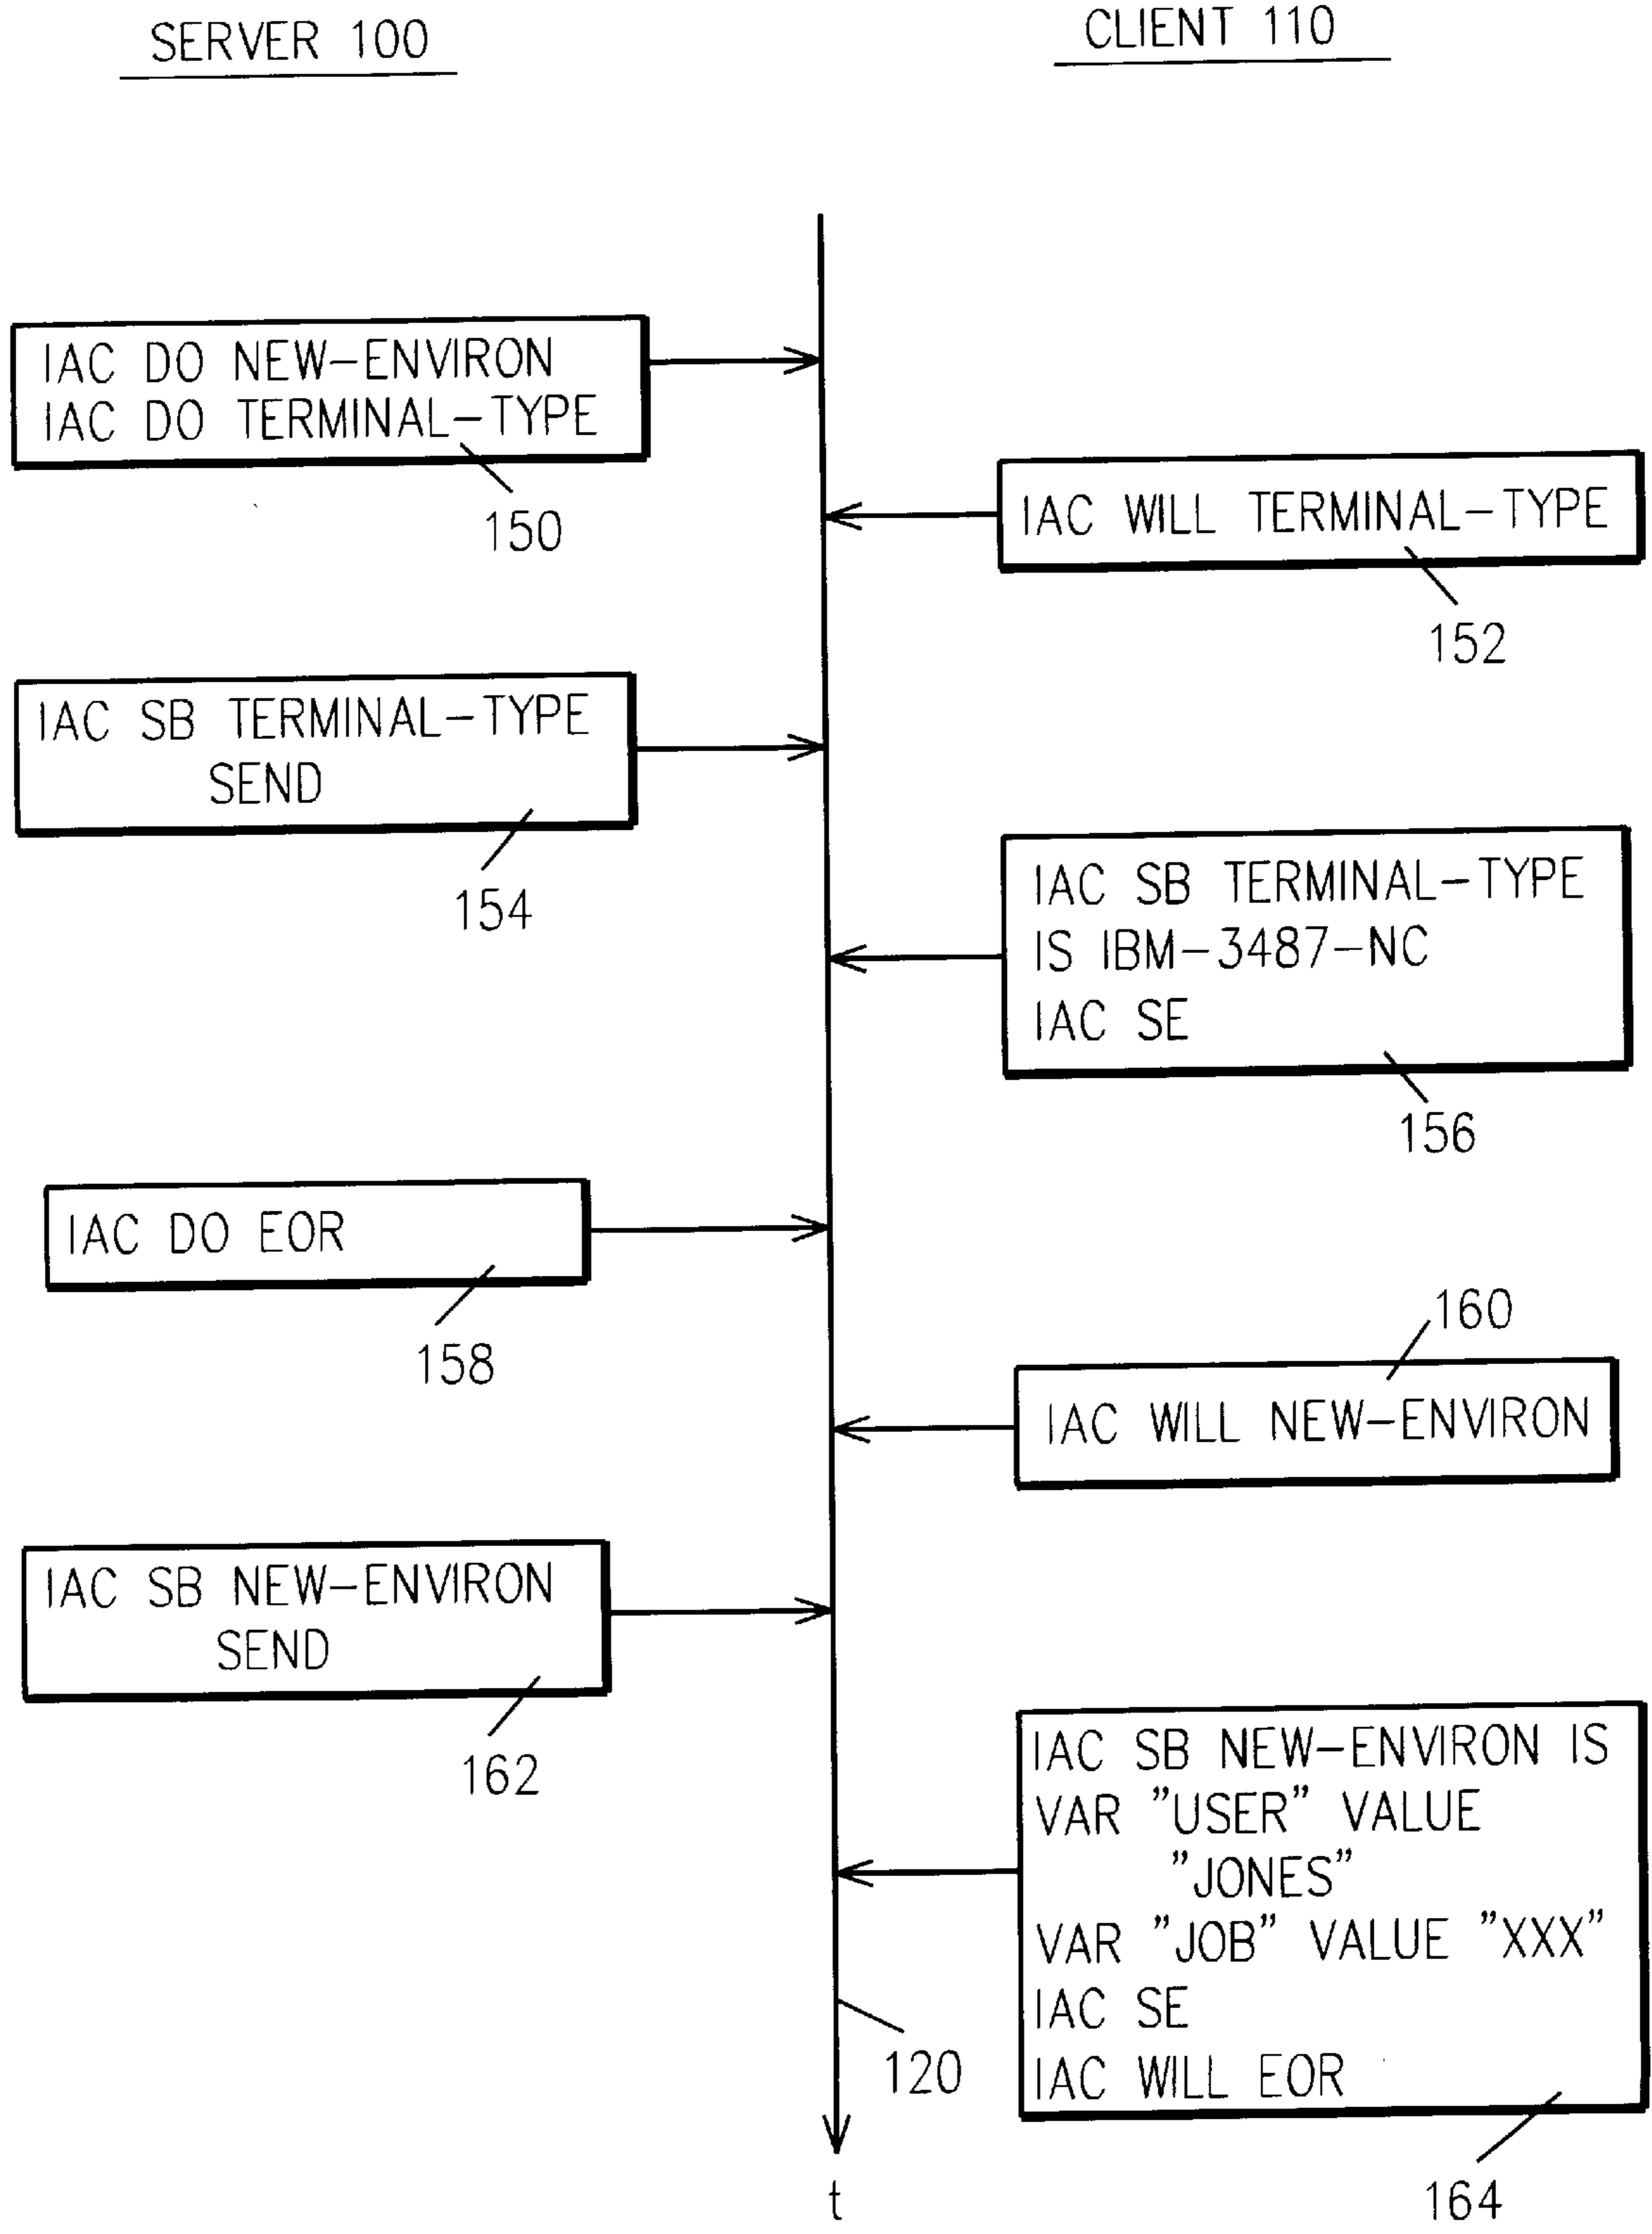 SERVER 100
CLIENT 110
IAC DO NEW-ENVIRON
IAC DO TERMINAL-TYPE
150
IAC WILL TERMINAL-TYPE
152
IAC SB TERMINAL-TYPE
SEND
154
IAC SB TERMINAL-TYPE
IS IBM-3487-NC
IAC SE
156
IAC DO EOR
158
160
IAC WILL NEW-ENVIRON
IAC SB NEW-ENVIRON
SEND
162
IAC SB NEW-ENVIRON IS
VAR "USER" VALUE
"JONES"
VAR "JOB" VALUE "XXX"
IAC SE
IAC WILL EOR
164
120
t